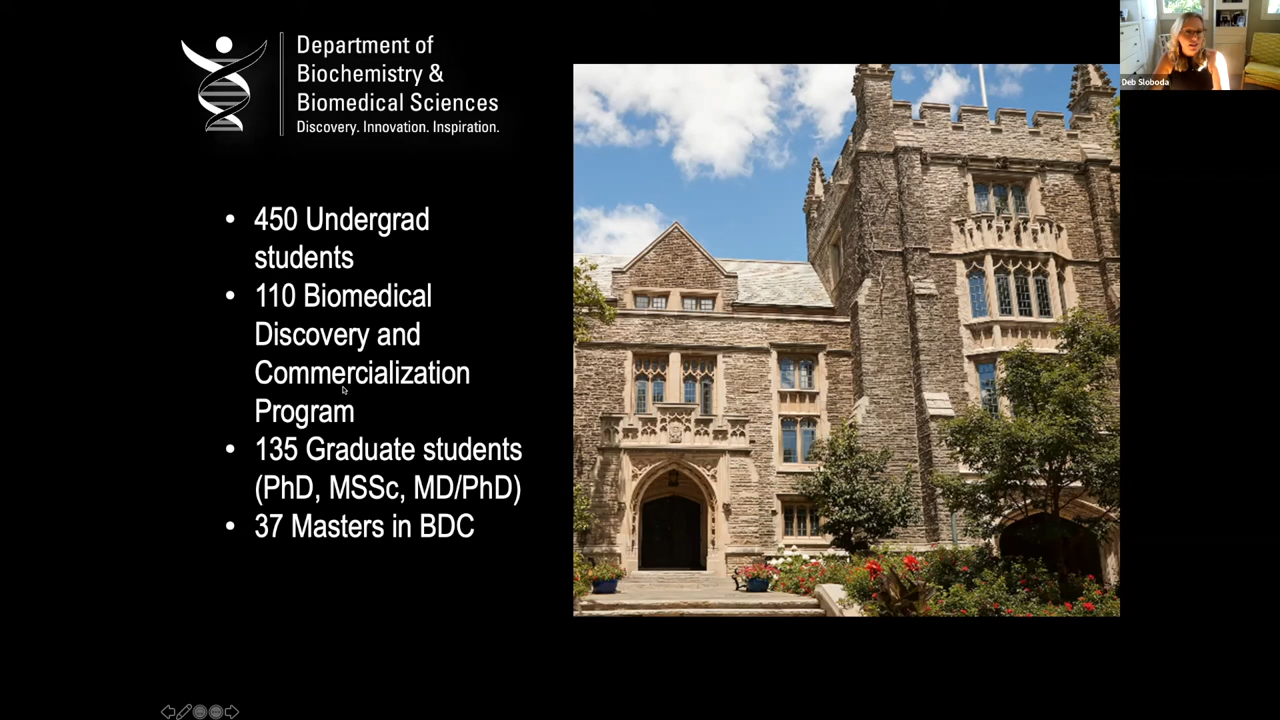 Department of
Biochemistry &
Biomedical Sciences
Discovery. Innovation. Inspiration.
Deb Sloboda
• 450 Undergrad
students
• 110 Biomedical
Discovery and
Commercialization
Program
• 135 Graduate students
(PhD, MSSc, MD/PhD)
• 37 Masters in BDC